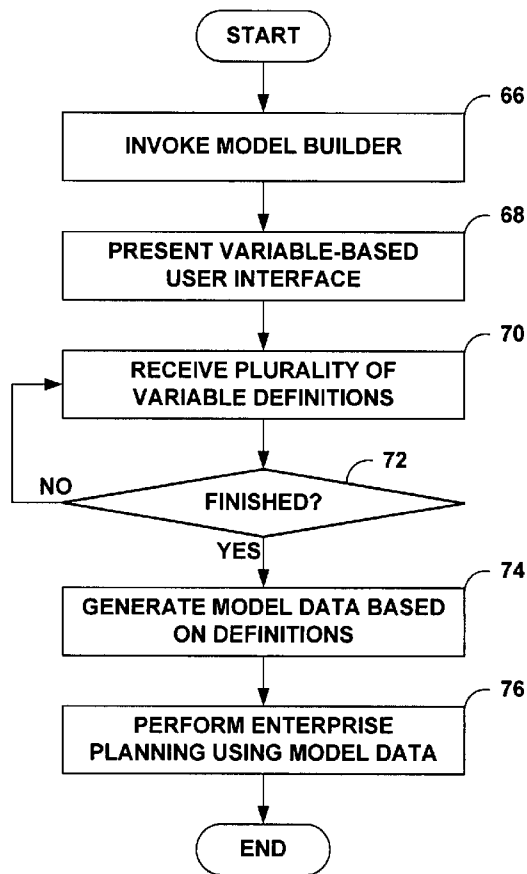 START
66
INVOKE MODEL BUILDER
68
PRESENT VARIABLE-BASED
USER INTERFACE
70
RECEIVE PLURALITY OF
VARIABLE DEFINITIONS
72
NO
FINISHED?
YES
74
GENERATE MODEL DATA BASED
ON DEFINITIONS
76
PERFORM ENTERPRISE
PLANNING USING MODEL DATA
END